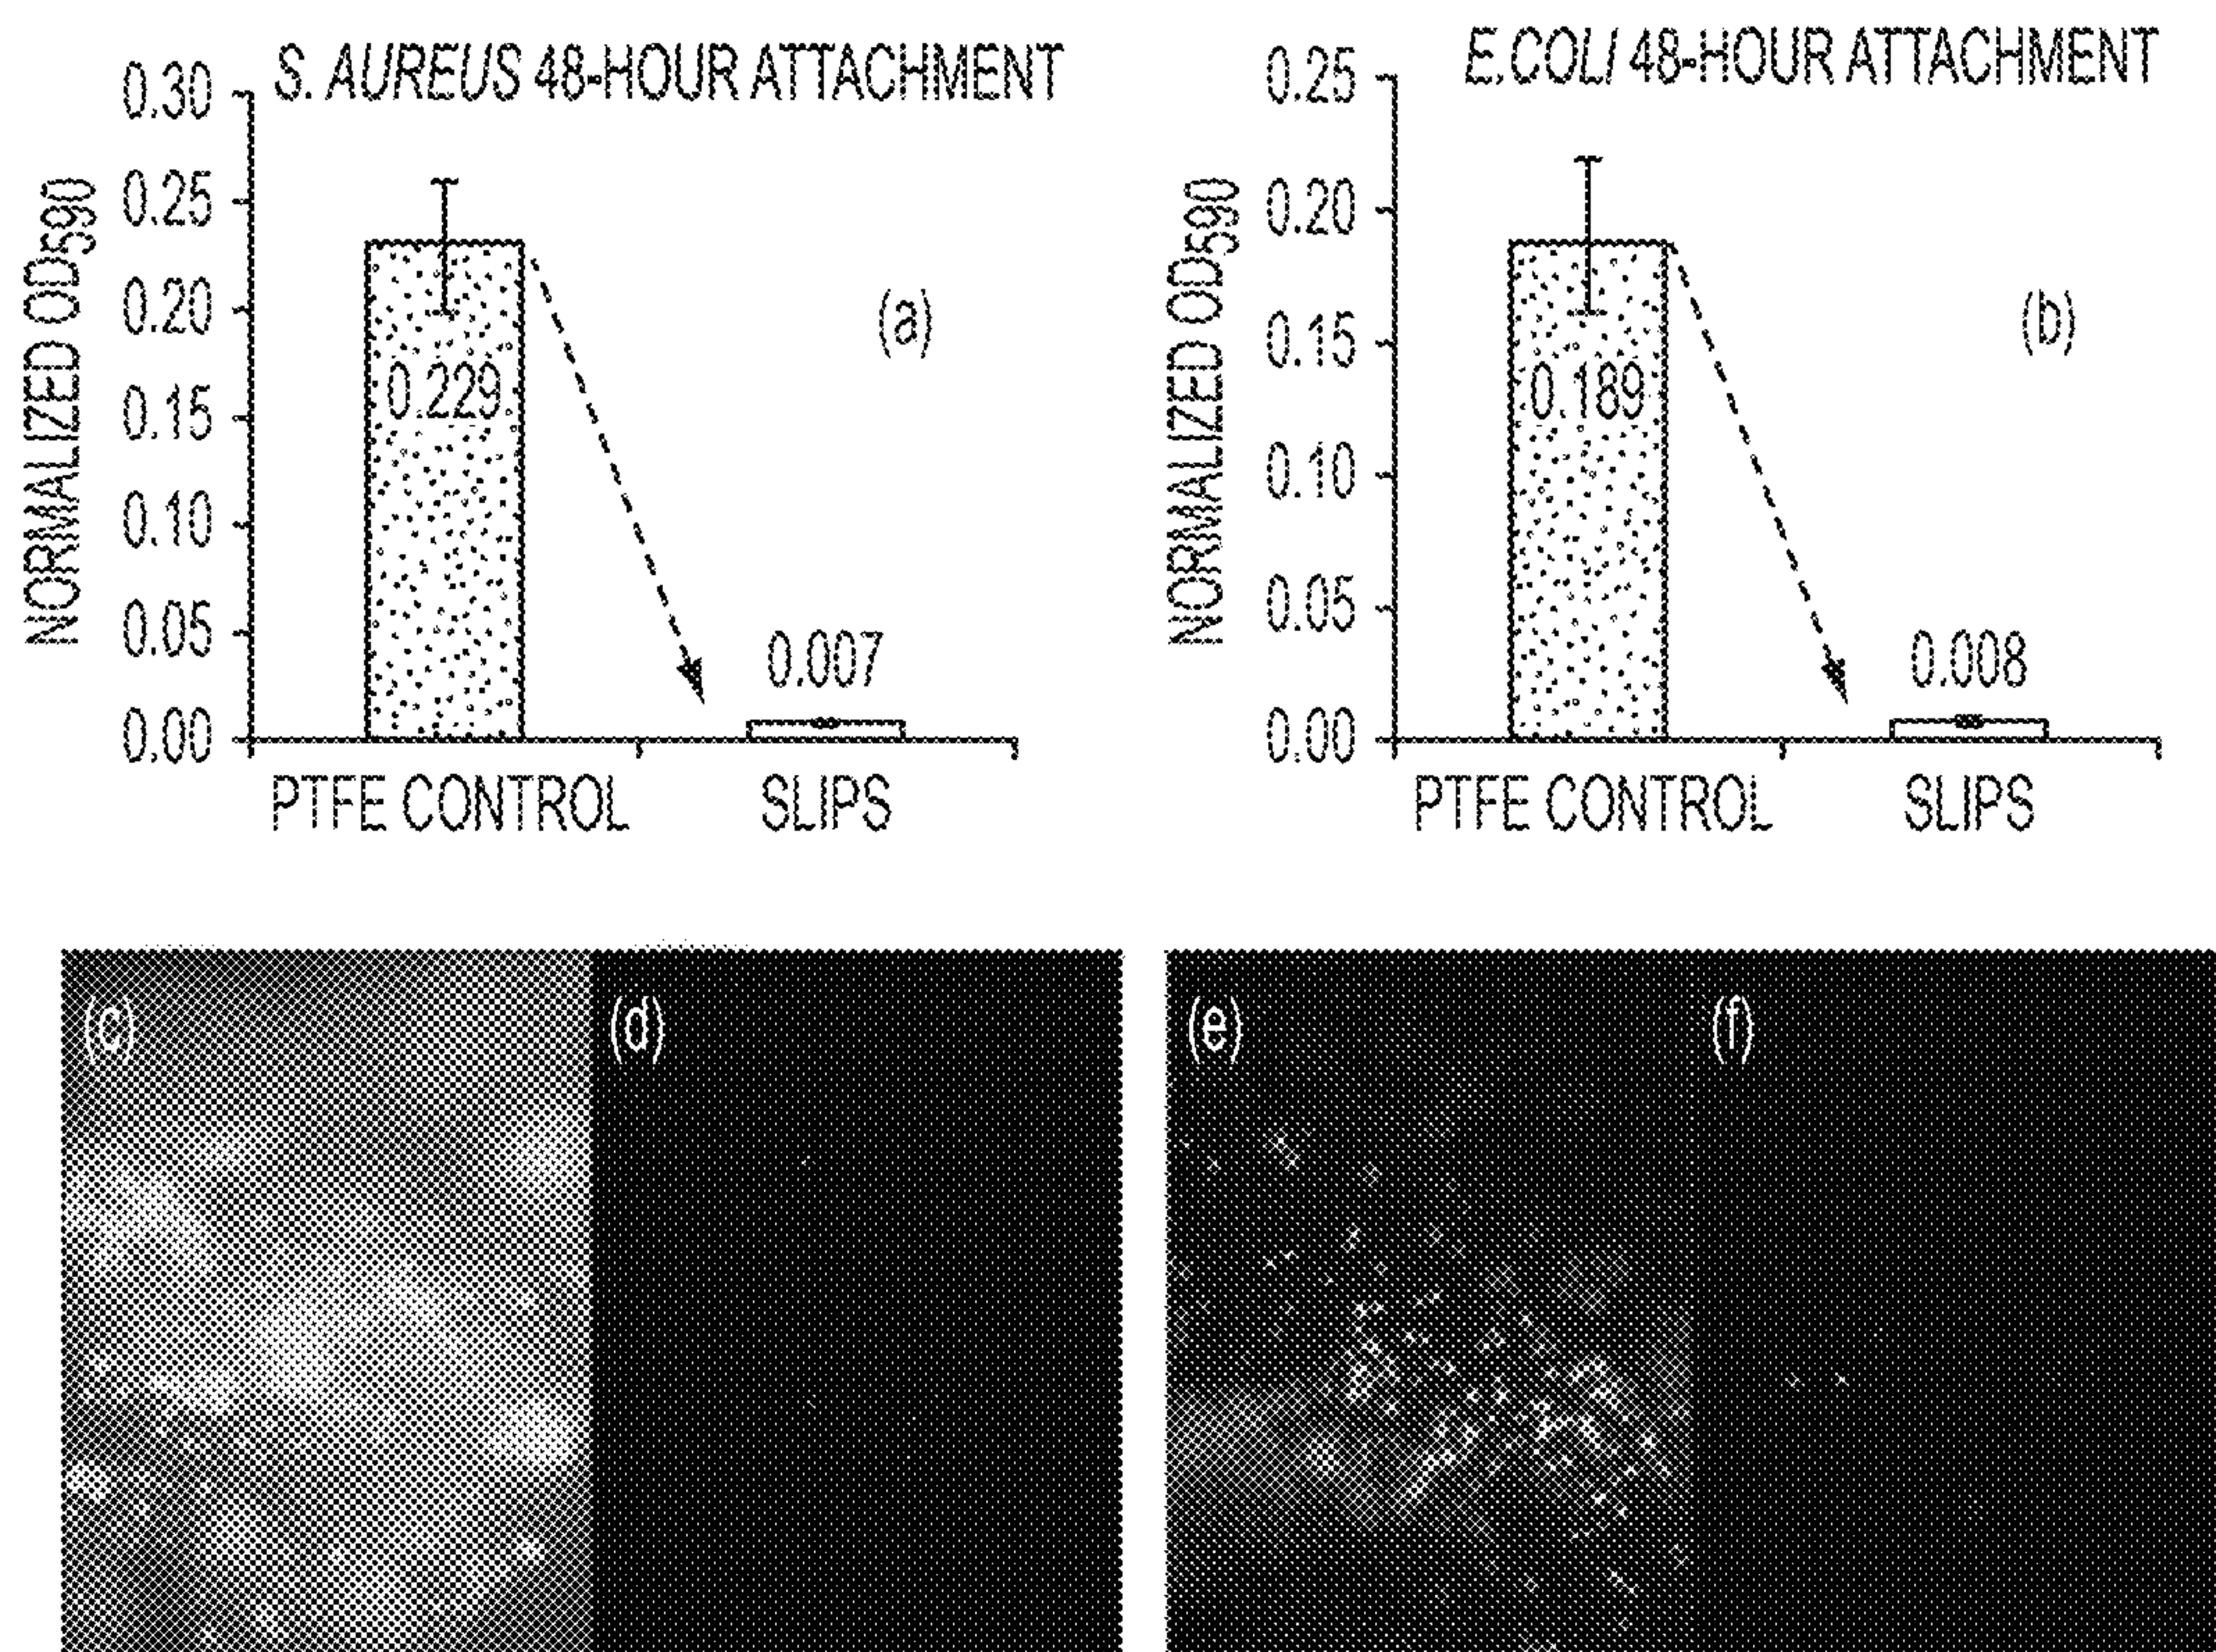 S. AUREUS 48-HOUR ATTACHMENT
NORMALIZED OD590
0.30
0.25
0.20
0.15
0.10
0.05
0.00
0.229
0.007
(a)
PTFE CONTROL
SLIPS
E.COLI 48-HOUR ATTACHMENT
NORMALIZED OD590
0.25
0.20
0.15
0.10
0.05
0.00
0.189
0.008
(b)
PTFE CONTROL
SLIPS
(c)
(d)
(e)
(f)